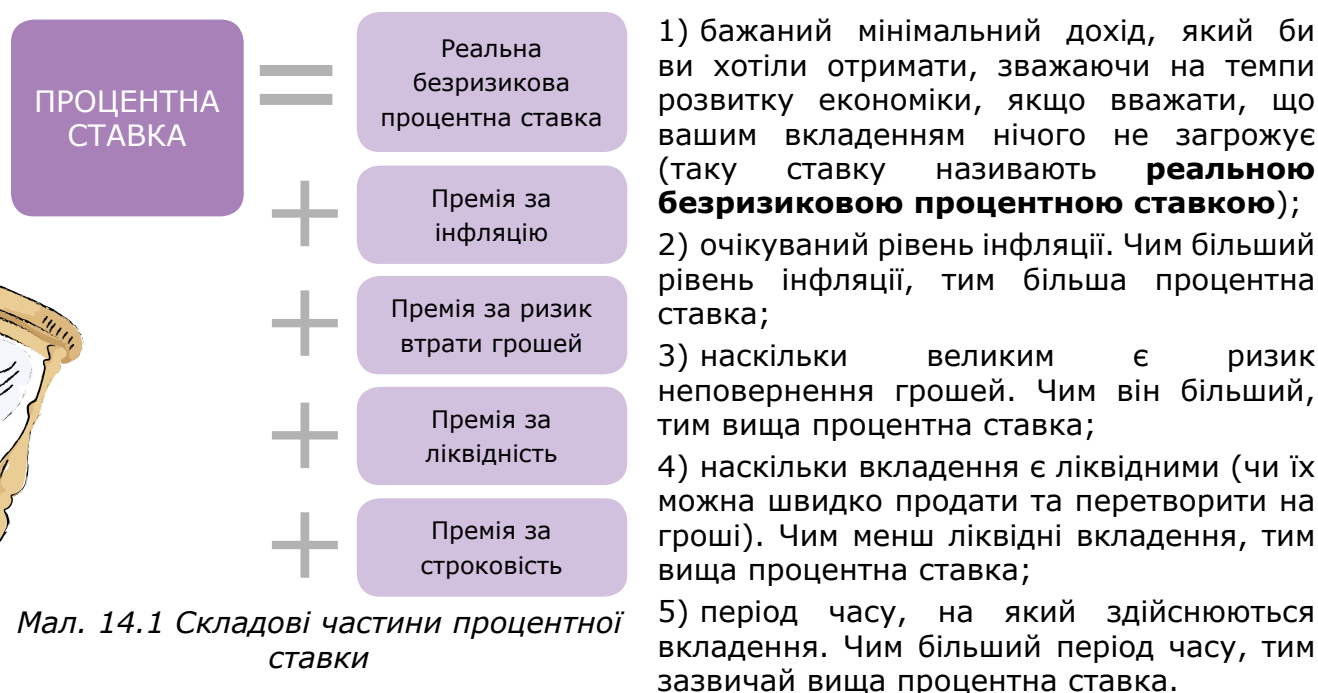 ПРОЦЕНТНА
СТАВКА
Реальна
безризикова
процентна ставка
Премія за
інфляцію
Премія за ризик
втрати грошей
Премія за
ліквідність
Премія за
строковість
Мал. 14.1 Складові частини процентної
ставки
1) бажаний мінімальний дохід, який би
ви хотіли отримати, зважаючи на темпи
розвитку економіки, якщо вважати, що
вашим вкладенням нічого не загрожує
(таку ставку називають реальною
безризиковою процентною ставкою);
2) очікуваний рівень інфляції. Чим більший
рівень інфляції, тим більша процентна
ставка;
3) наскільки великим є ризик
неповернення грошей. Чим він більший,
тим вища процентна ставка;
4) наскільки вкладення є ліквідними (чи їх
можна швидко продати та перетворити на
гроші). Чим менш ліквідні вкладення, тим
вища процентна ставка;
5) період часу, на який здійснюються
вкладення. Чим більший період часу, тим
зазвичай вища процентна ставка.